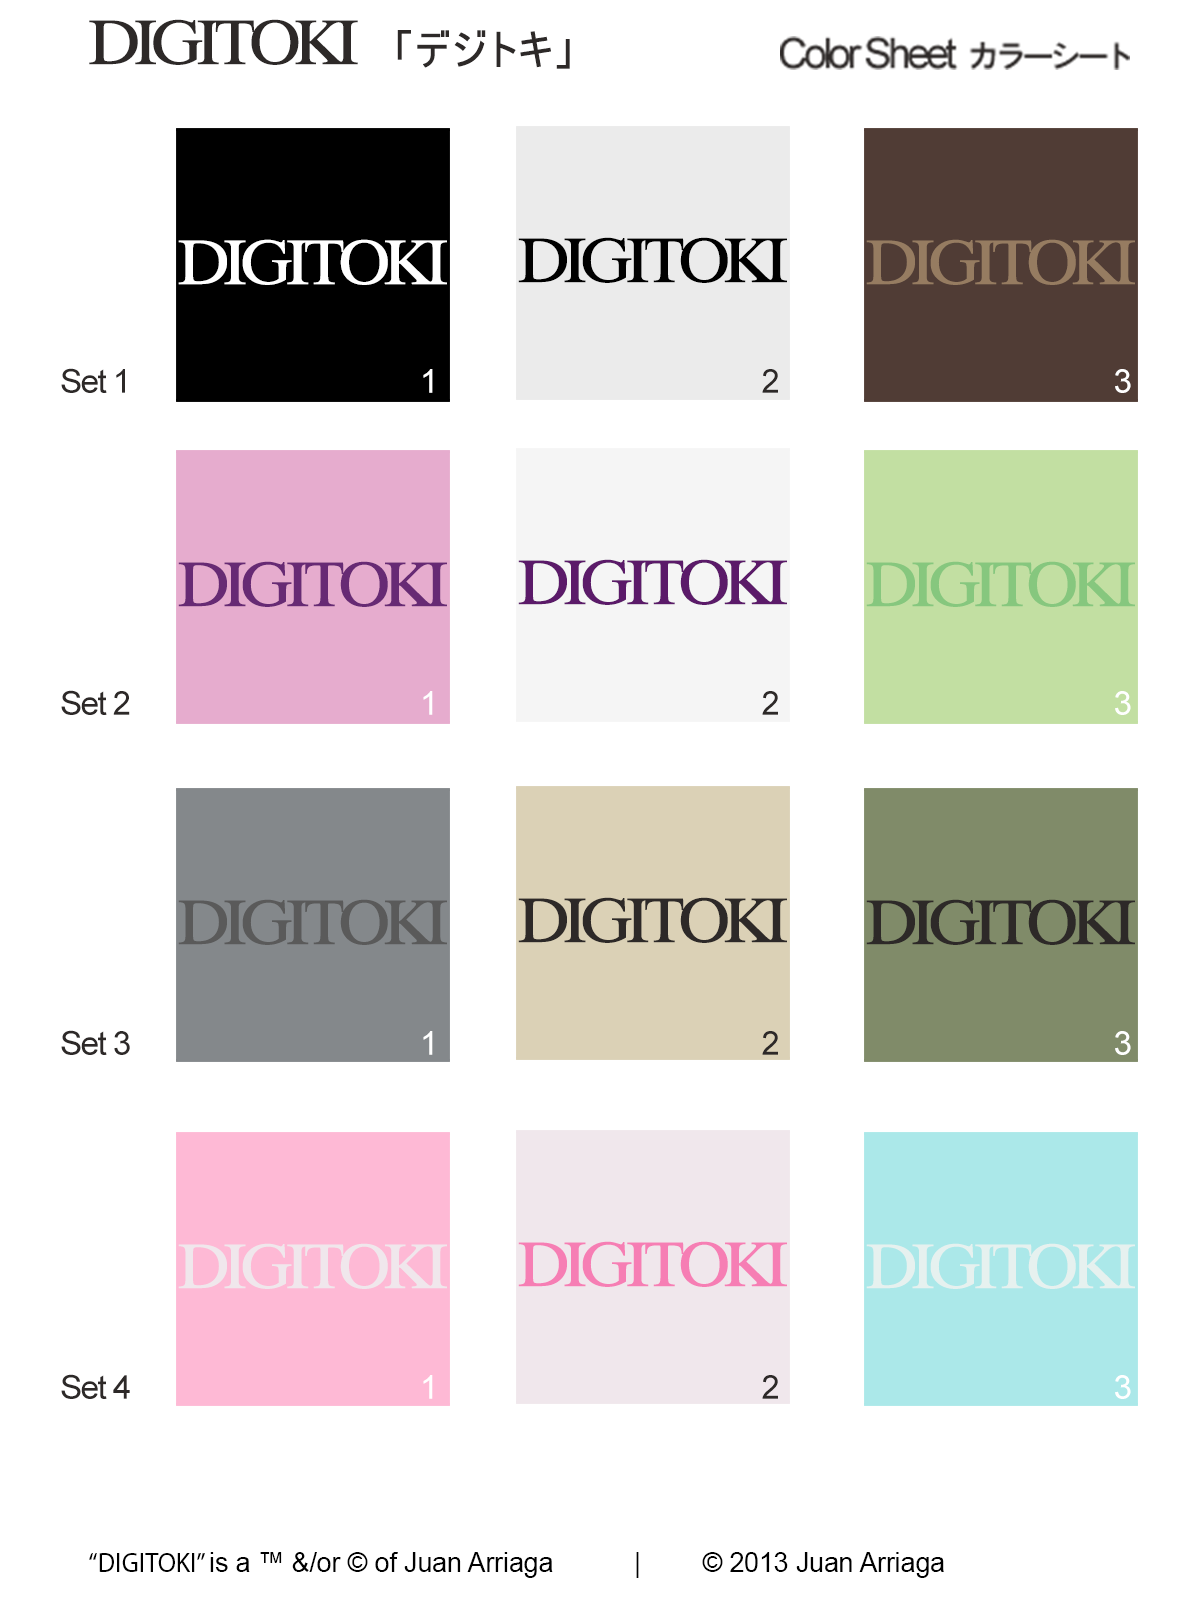 DIGITOKI 「デジトキ」 Color Sheet カラーシート
DIGITOKI DIGITOKI DIGITOKI
Set 1 1 2 3
DIGITOKI DIGITOKI DIGITOKI
Set 2 1 2 3
DIGITOKI DIGITOKI DIGITOKI
Set 3 1 2 3
DIGITOKI DIGITOKI DIGITOKI
Set 4 1 2 3
“DIGITOKI” is a ™ &/or © of Juan Arriaga | © 2013 Juan Arriaga